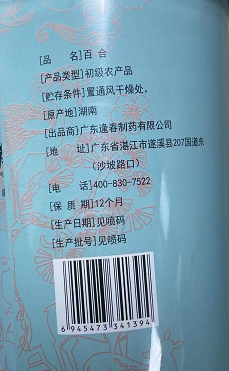 [品 名]百 合
[产品类型]初级农产品
[贮存条件]置通风干燥处。
[原产地]湖南
[出品商]广东逢春制药有限公司
[地 址]广东省湛江市遂溪县207国道东
(沙坡路口)
[电 话]400-830-7522
[保 质 期]12个月
[生产日期]见喷码
[生产批号]见喷码
6945473341394